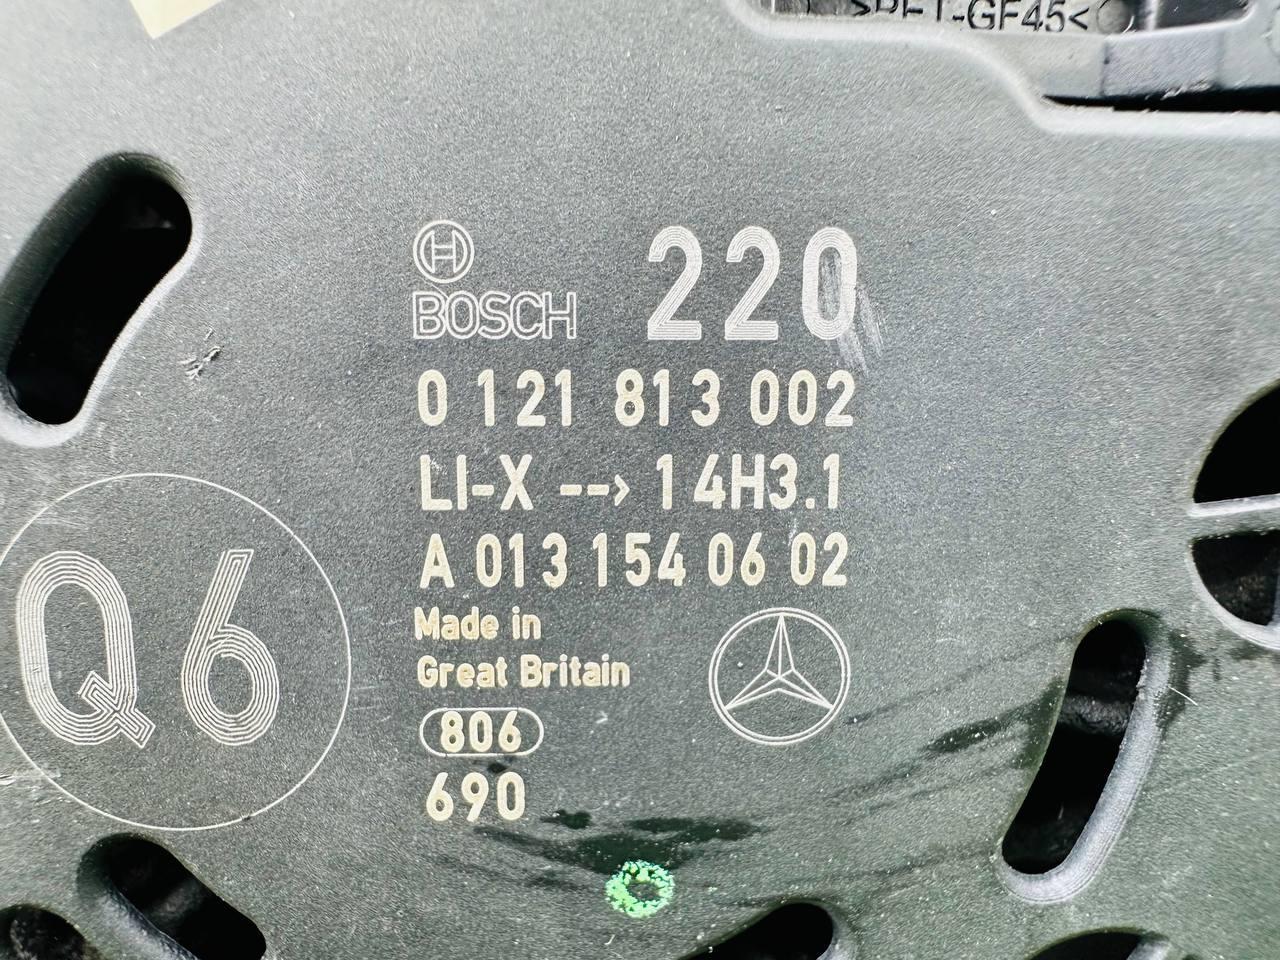 >PET-GF45<
220
BOSCH
0 121 813 002
LI-X --> 14H3.1
A 013 154 06 02
Made in
Great Britain
806
690
Q6